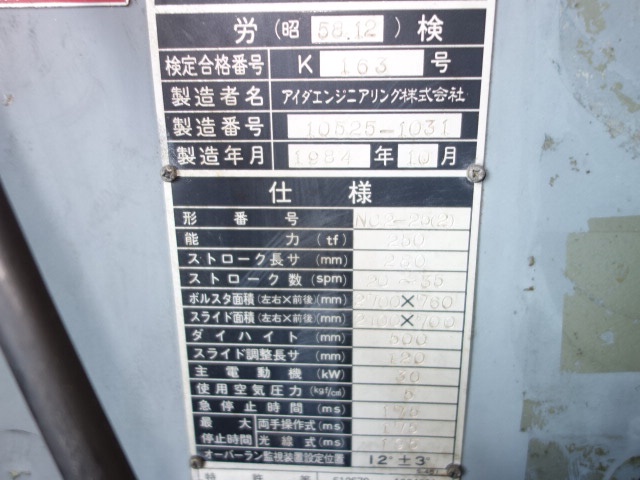 労 (昭 58.12) 検
検定合格番号 K 163 号
製造者名 アイダエンジニアリング株式会社
製造番号 10525-1031
製造年月 1984 年 10 月
仕様
形番号
能力 (tf) 250
ストローク長サ (mm) 250
ストローク数 (spm)
ボルスタ面積 (左右×前後) (mm) × 760
スライド面積 (左右×前後) (mm) × 700
ダイハイト (mm) 500
スライド調整長サ (mm) 120
主電動機 (kW) 30
使用空気圧力 (kgf/cm²) 5
急停止時間 (ms)
最大 両手操作式 (ms)
停止時間 光線式 (ms)
オーバーラン監視装置設定位置 12° ± 3°